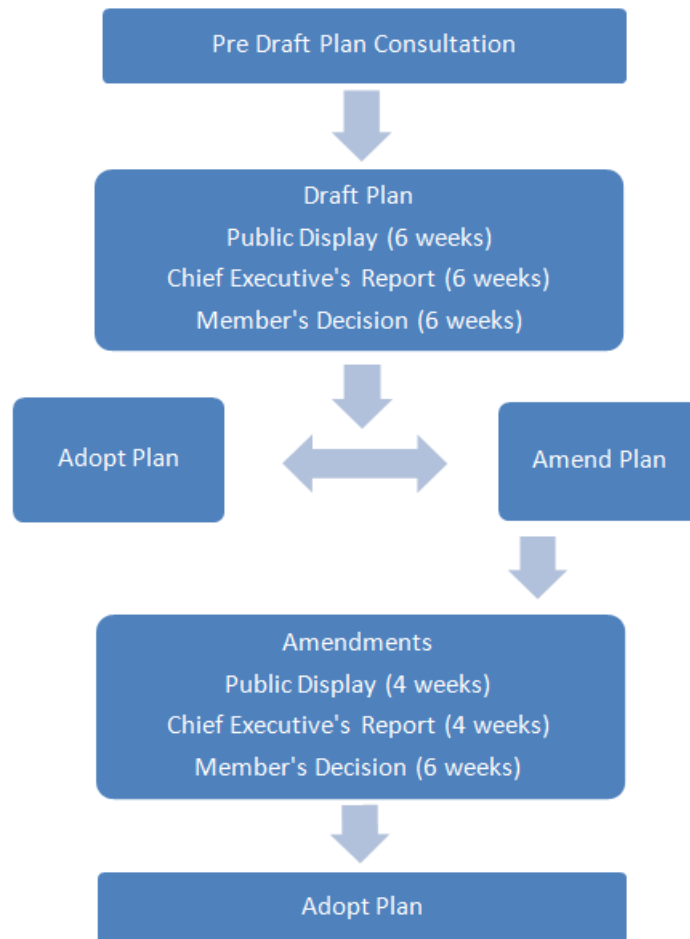 Pre Draft Plan Consultation
Draft Plan
Public Display (6 weeks)
Chief Executive's Report (6 weeks)
Member's Decision (6 weeks)
Adopt Plan
Amend Plan
Amendments
Public Display (4 weeks)
Chief Executive's Report (4 weeks)
Member's Decision (6 weeks)
Adopt Plan